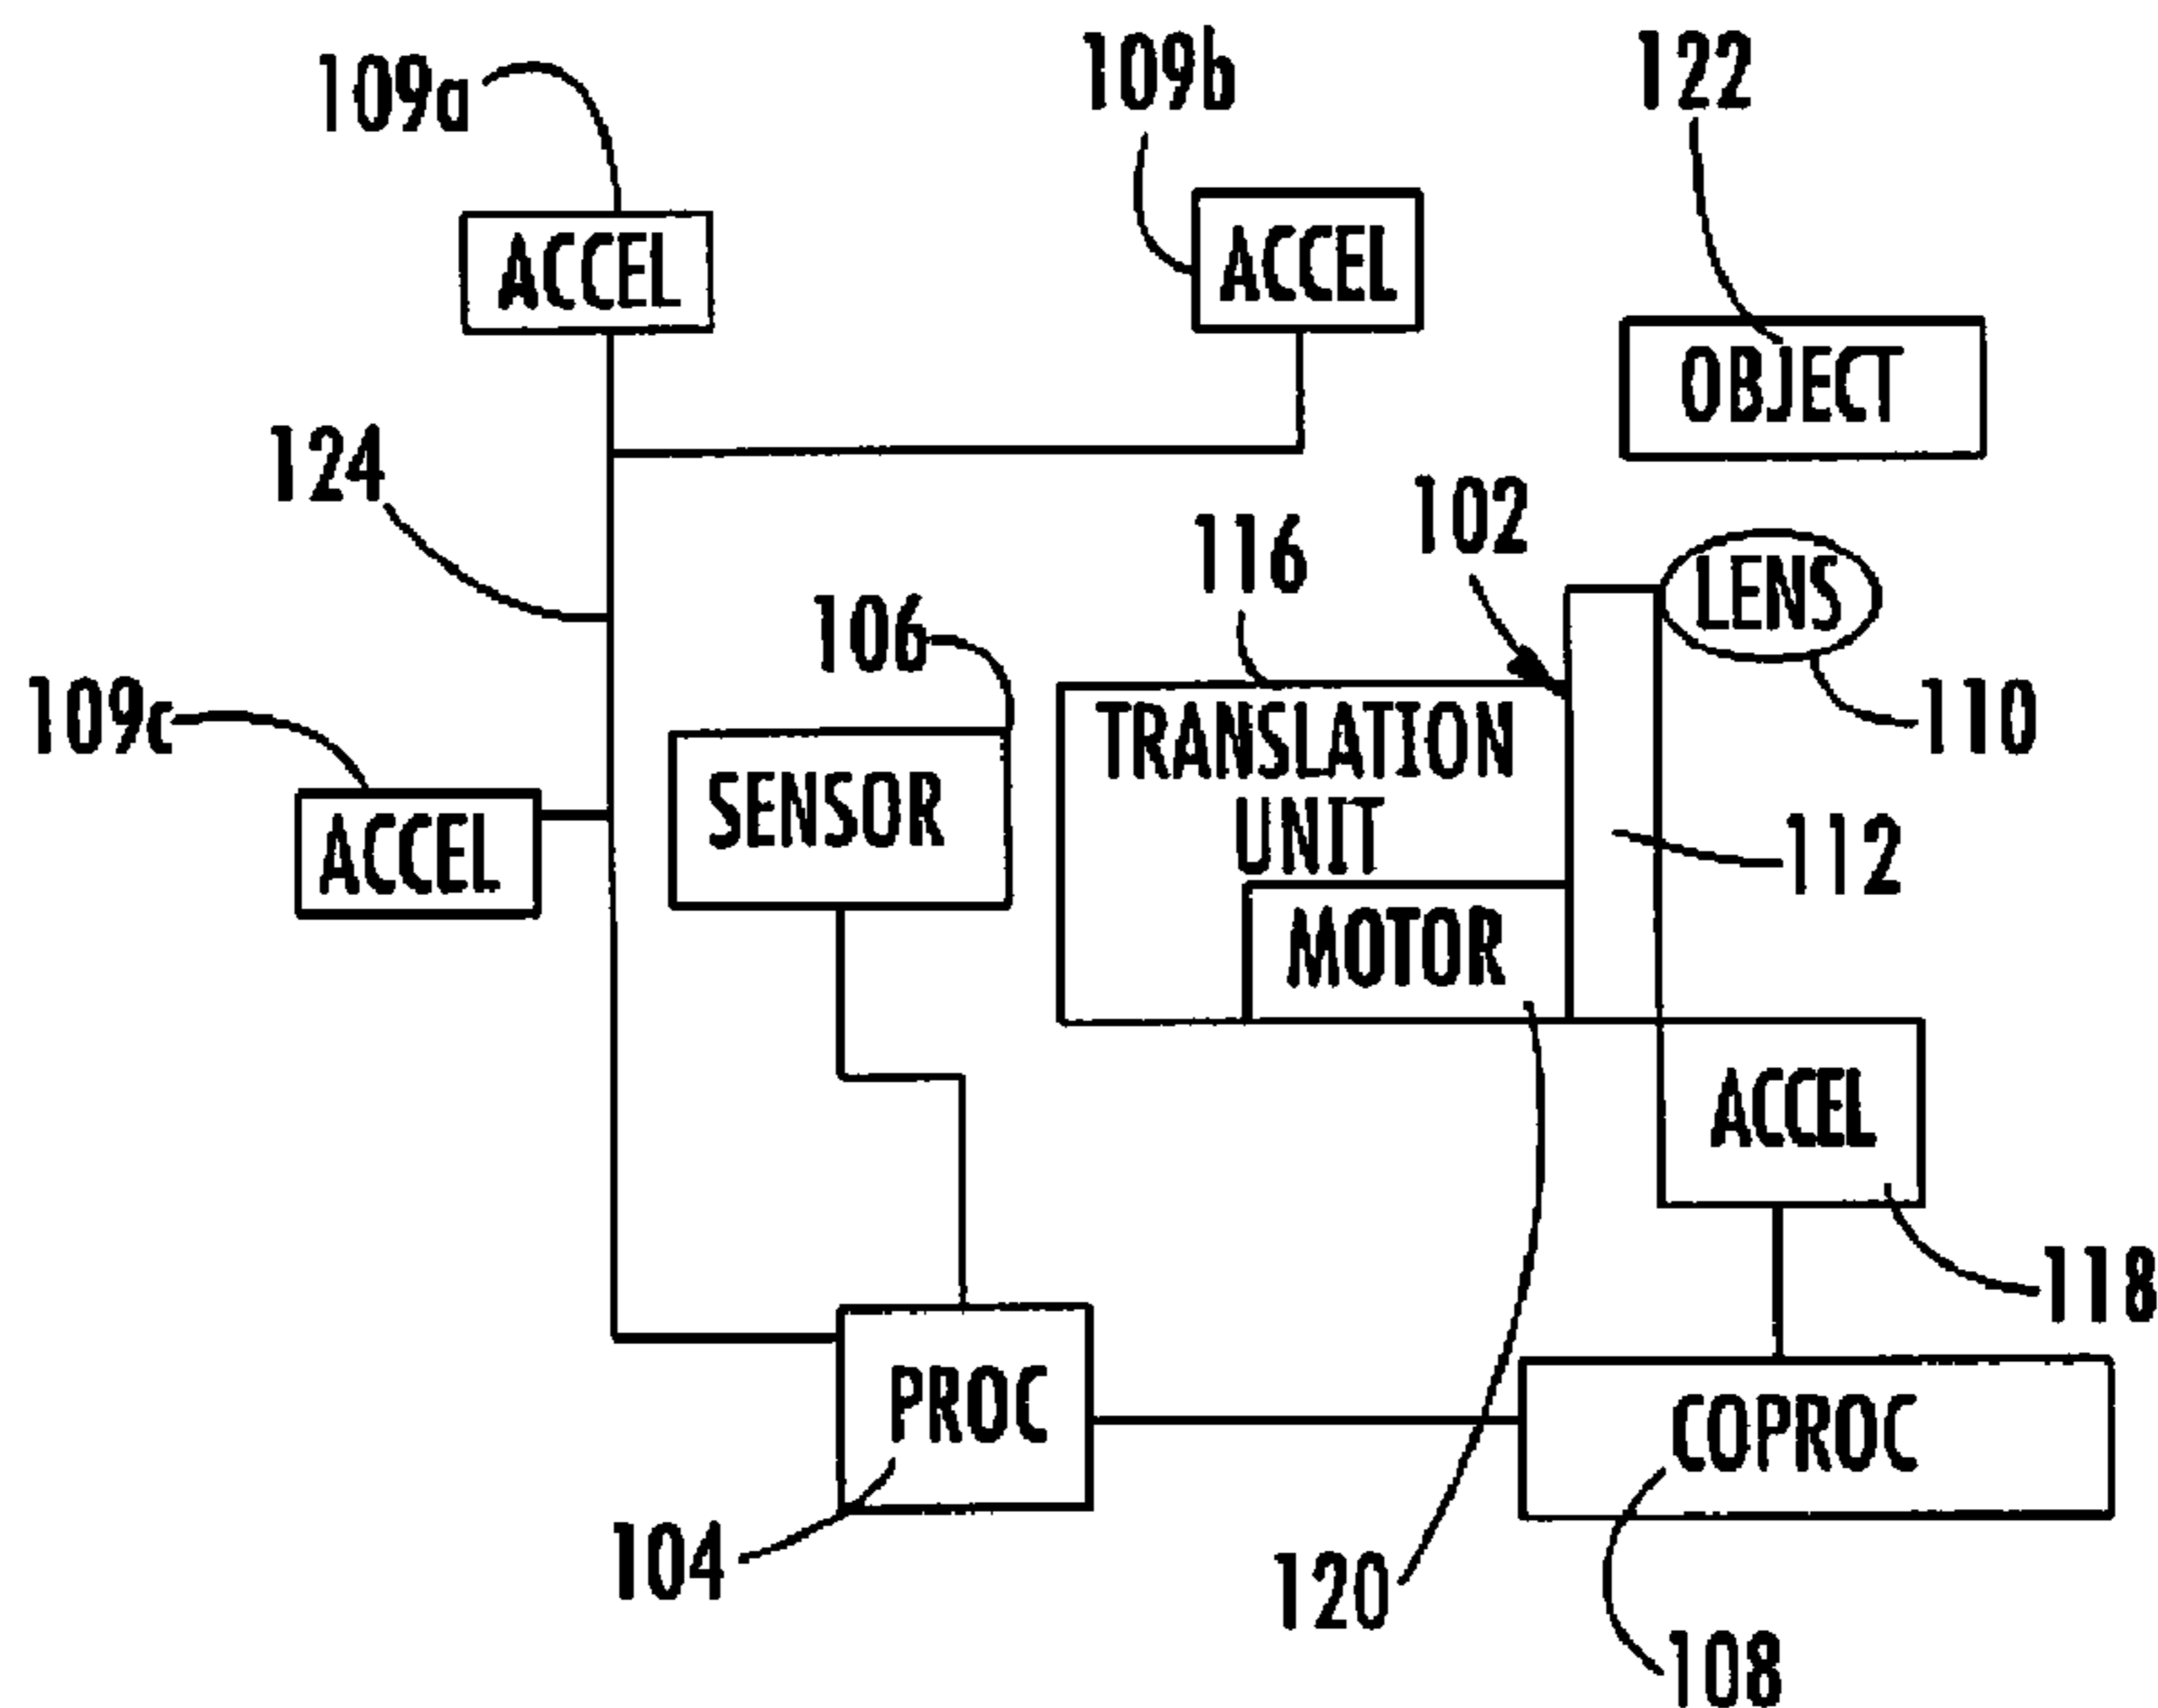 109a
109b
122
ACCEL
ACCEL
OBJECT
124
102
116
LENS
106
109c
110
TRANSLATION
UNIT
SENSOR
112
ACCEL
MOTOR
ACCEL
118
PROC
COPROC
104
120
108